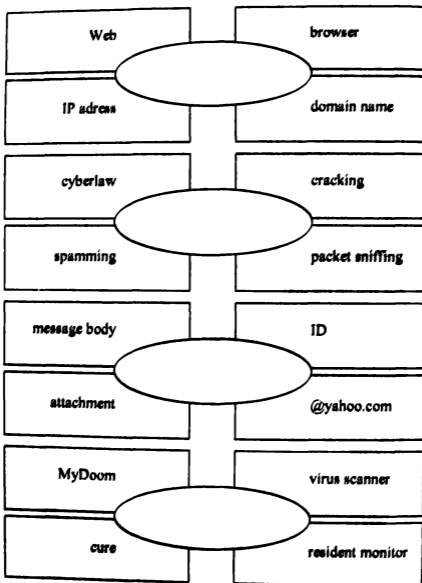 Web
browser
IP adress
domain name
cyberlaw
cracking
spamming
packet sniffing
message body
ID
attachment
@yahoo.com
MyDoom
virus scanner
cure
resident monitor